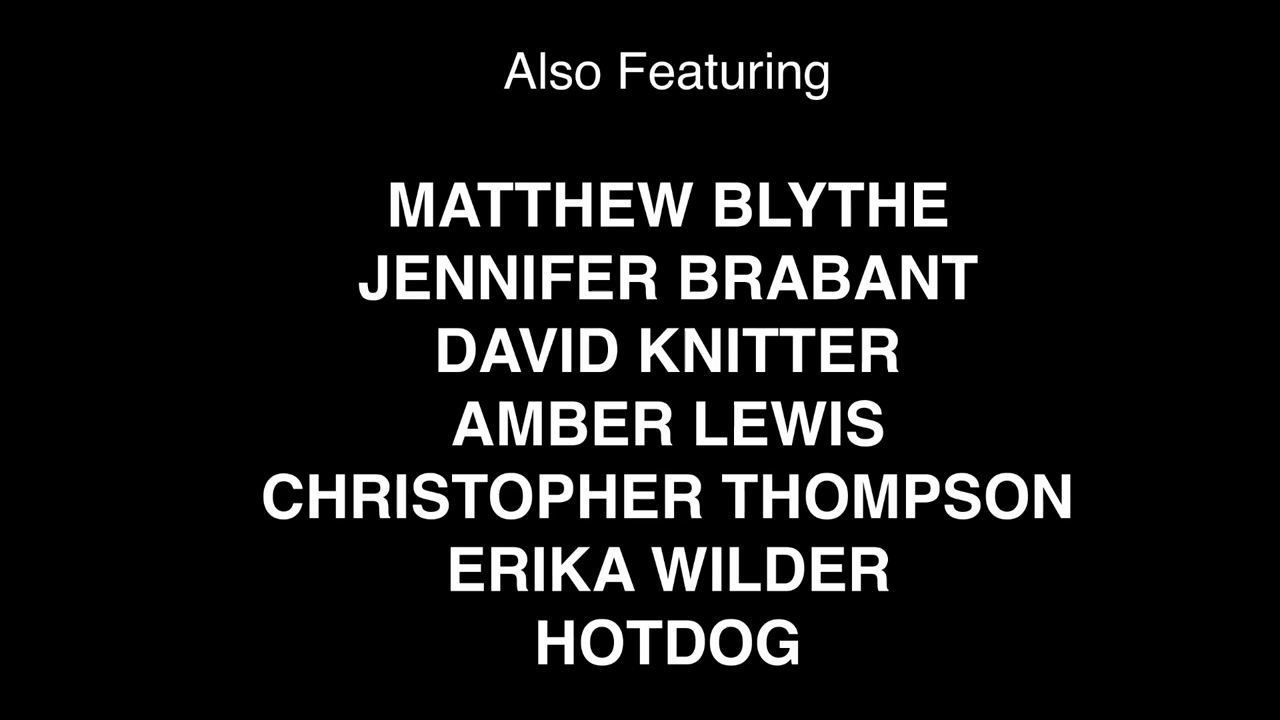 Also Featuring
MATTHEW BLYTHE
JENNIFER BRABANT
DAVID KNITTER
AMBER LEWIS
CHRISTOPHER THOMPSON
ERIKA WILDER
HOTDOG